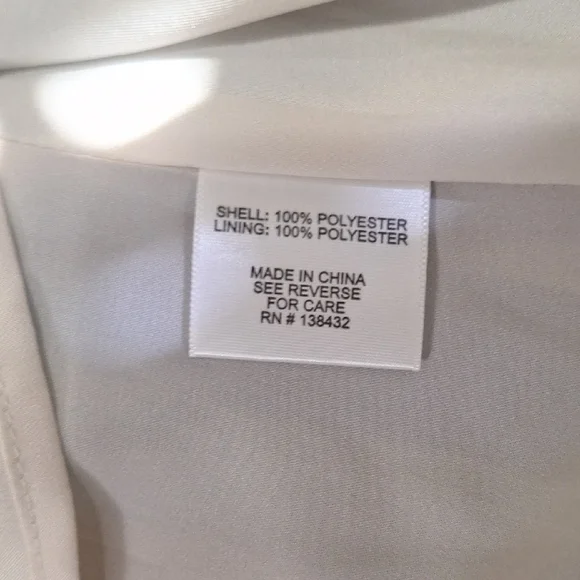 SHELL: 100% POLYESTER
LINING: 100% POLYESTER
MADE IN CHINA
SEE REVERSE
FOR CARE
RN # 138432